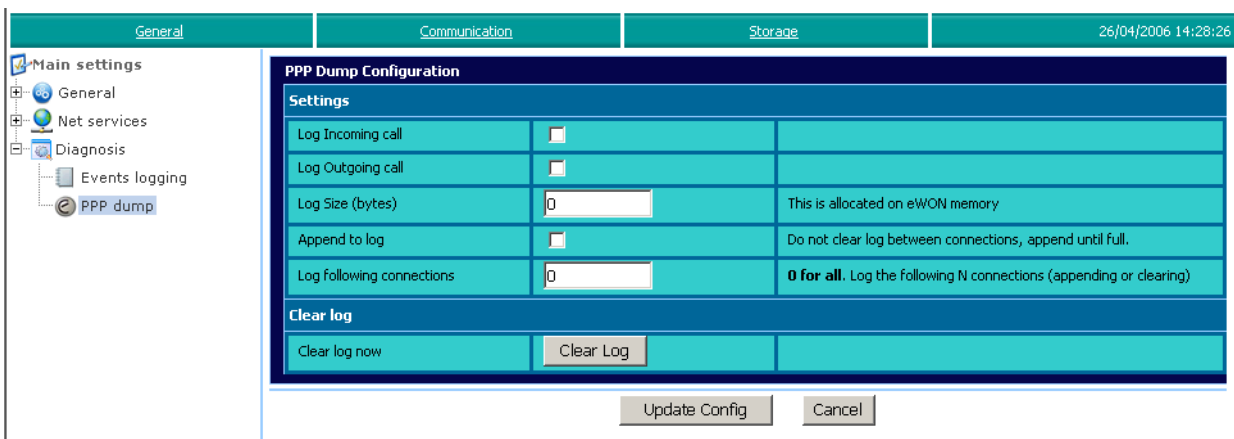 General Communication Storage 26/04/2006 14:28:26
Main settings
General
Net services
Diagnosis
Events logging
PPP dump
PPP Dump Configuration
Settings
Log Incoming call
Log Outgoing call
Log Size (bytes) 0 This is allocated on eWON memory
Append to log Do not clear log between connections, append until full.
Log following connections 0 0 for all. Log the following N connections (appending or clearing)
Clear log
Clear log now Clear Log
Update Config Cancel